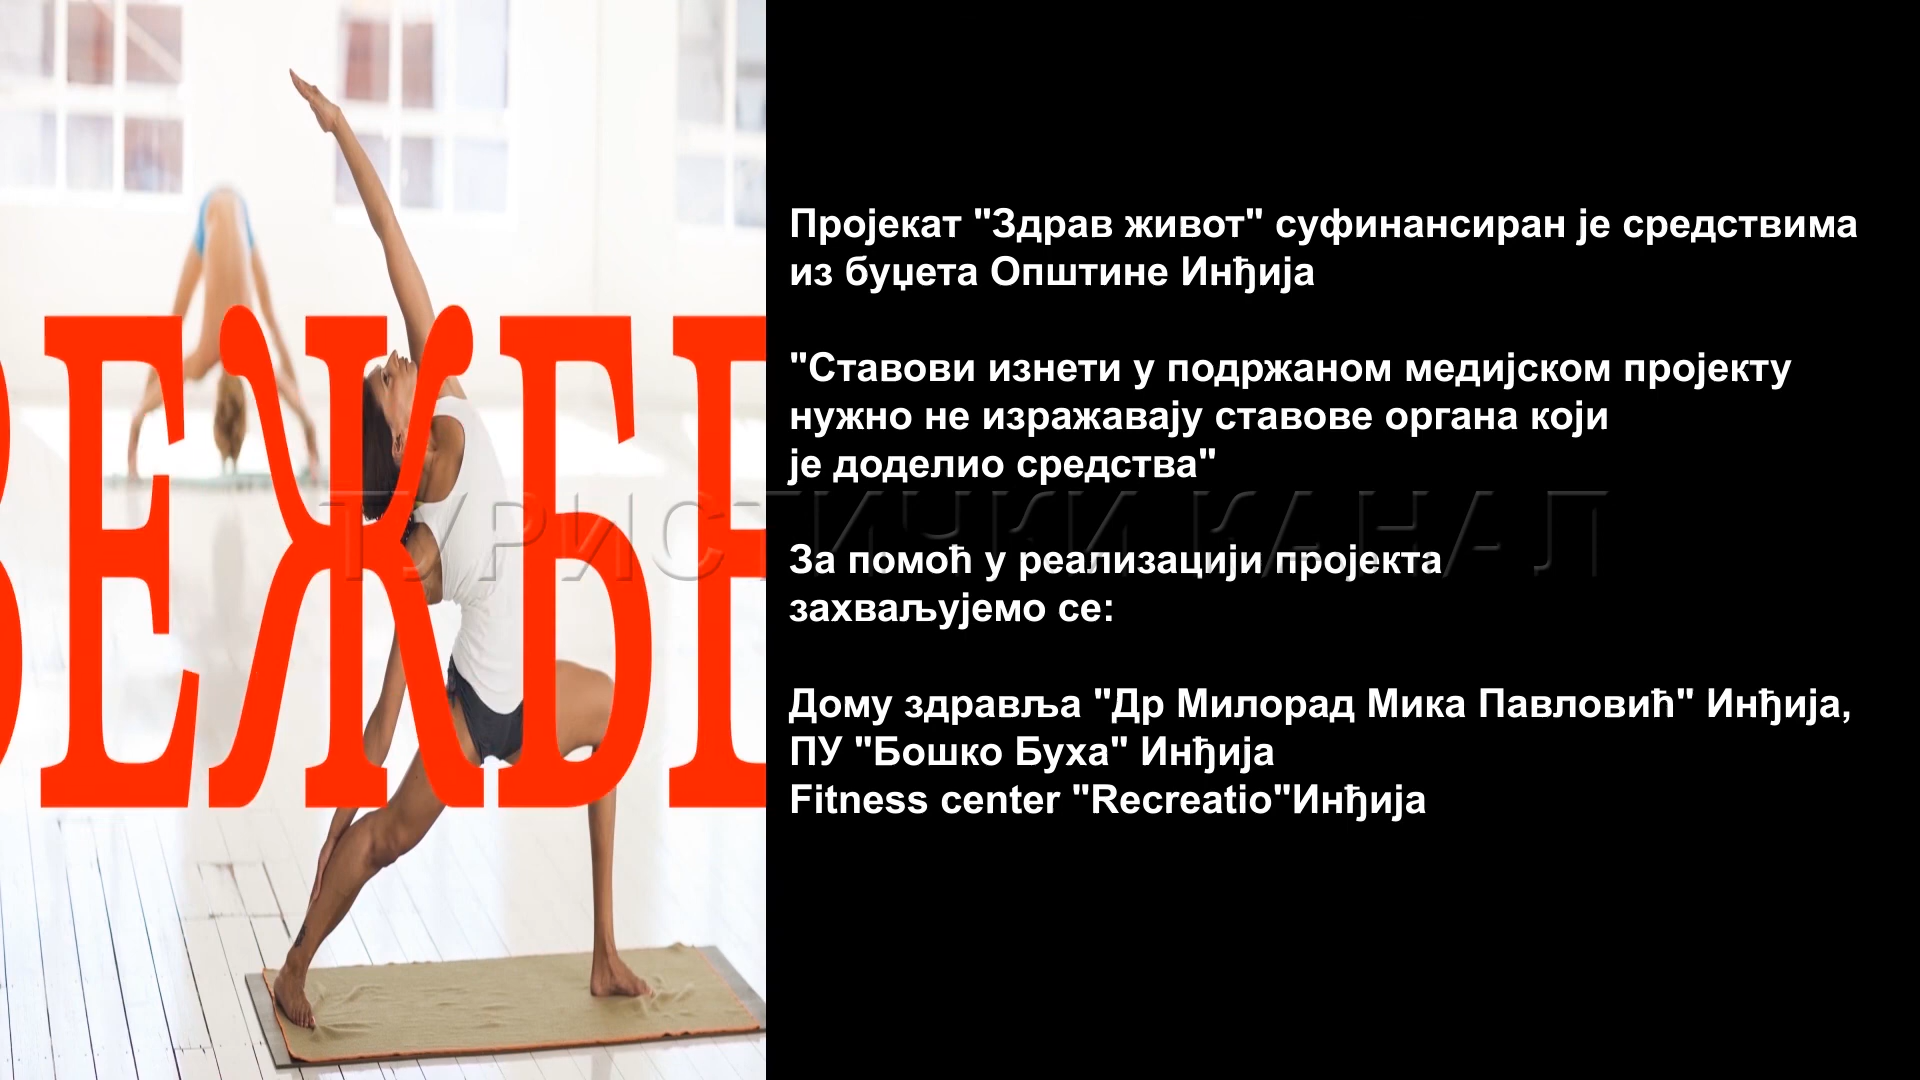 ВЕЖБЕ
Пројекат "Здрав живот" суфинансиран је средствима
из буџета Општине Инђија
"Ставови изнети у подржаном медијском пројекту
нужно не изражавају ставове органа који
је доделио средства"
ТУРИСТИЧКИ КАНАЛ
За помоћ у реализацији пројекта
захваљујемо се:
Дому здравља "Др Милорад Мика Павловић" Инђија,
ПУ "Бошко Буха" Инђија
Fitness center "Recreatio"Инђија